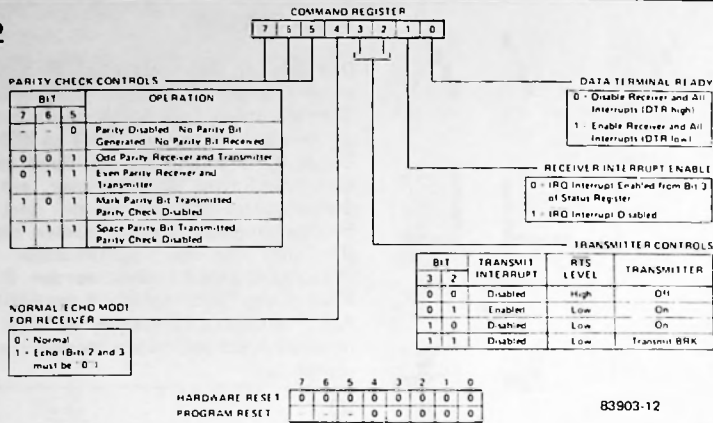 2
COMMAND REGISTER
7 6 5 4 3 2 1 0
PARITY CHECK CONTROLS
BIT OPERATION
7 6 5
- - 0 Parity Disabled No Parity Bit
Generated No Parity Bit Received
0 0 1 Odd Parity Receiver and Transmitter
0 1 1 Even Parity Receiver and
Transmitter
1 0 1 Mark Parity Bit Transmitted
Parity Check Disabled
1 1 1 Space Parity Bit Transmitted
Parity Check Disabled
NORMAL ECHO MODE
FOR RECEIVER
0 = Normal
1 = Echo (Bits 2 and 3
must be "0")
DATA TERMINAL READY
0 = Disable Receiver and All
Interrupts (DTR high)
1 = Enable Receiver and All
Interrupts (DTR low)
RECEIVER INTERRUPT ENABLE
0 = IRQ Interrupt Enabled from Bit 3
of Status Register
1 = IRQ Interrupt Disabled
TRANSMITTER CONTROLS
BIT TRANSMIT INTERRUPT RTS LEVEL TRANSMITTER
3 2
0 0 Disabled High Off
0 1 Enabled Low On
1 0 Disabled Low On
1 1 Disabled Low Transmit BRK
7 6 5 4 3 2 1 0
HARDWARE RESET 0 0 0 0 0 0 0 0
PROGRAM RESET - - - 0 0 0 0 0
83903-12